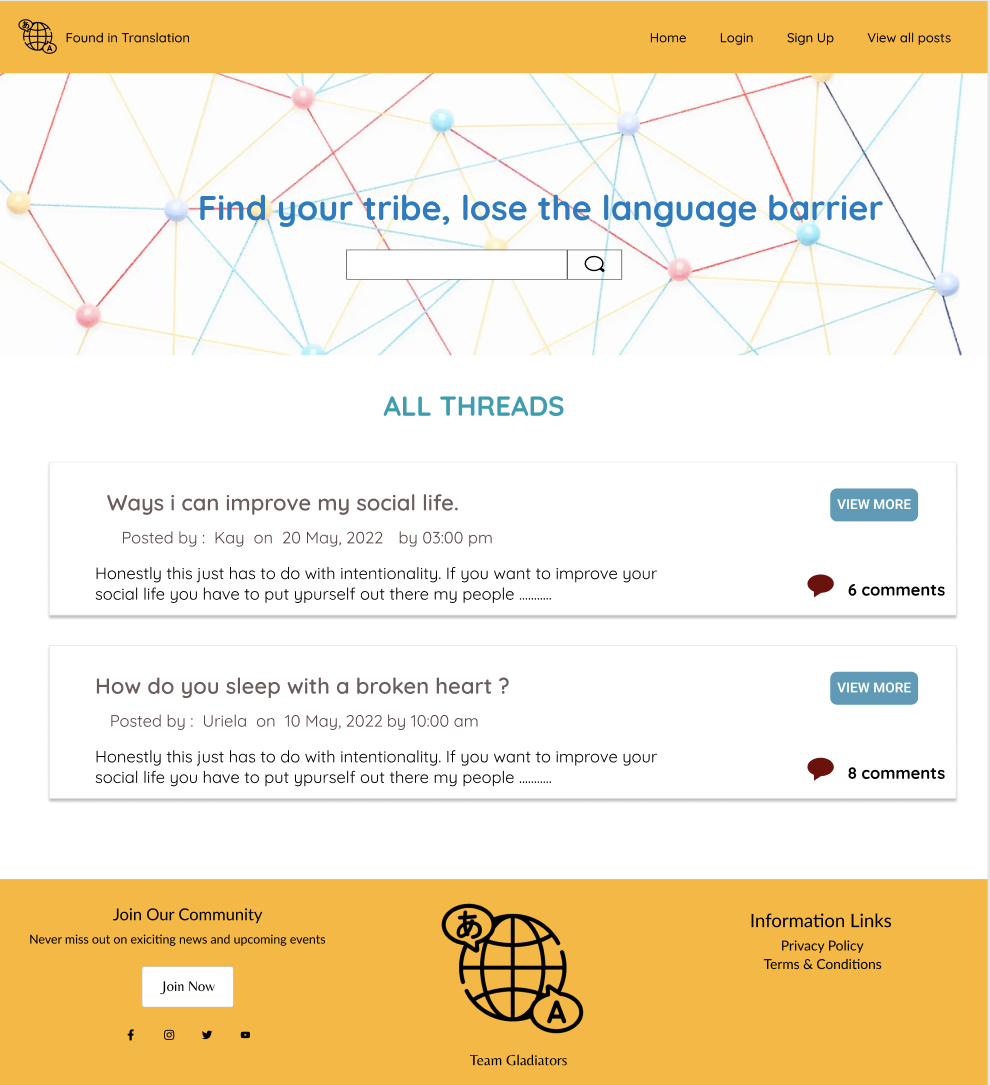 Found in Translation
Home Login Sign Up View all posts
Find your tribe, lose the language barrier
ALL THREADS
Ways i can improve my social life.
VIEW MORE
Posted by : Kay on 20 May, 2022 by 03:00 pm
Honestly this just has to do with intentionality. If you want to improve your
social life you have to put ypurself out there my people ...........
6 comments
How do you sleep with a broken heart ?
VIEW MORE
Posted by : Uriela on 10 May, 2022 by 10:00 am
Honestly this just has to do with intentionality. If you want to improve your
social life you have to put ypurself out there my people ...........
8 comments
Join Our Community
Never miss out on exiciting news and upcoming events
Join Now
あ
A
Team Gladiators
Information Links
Privacy Policy
Terms & Conditions